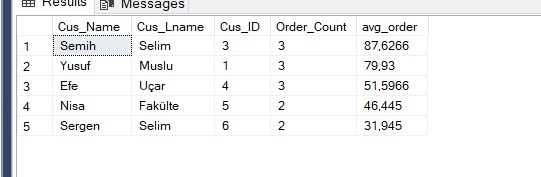 Results Messages
Cus_Name Cus_Lname Cus_ID Order_Count avg_order
1 Semih Selim 3 3 87,6266
2 Yusuf Muslu 1 3 79,93
3 Efe Uçar 4 3 51,5966
4 Nisa Fakülte 5 2 46,445
5 Sergen Selim 6 2 31,945